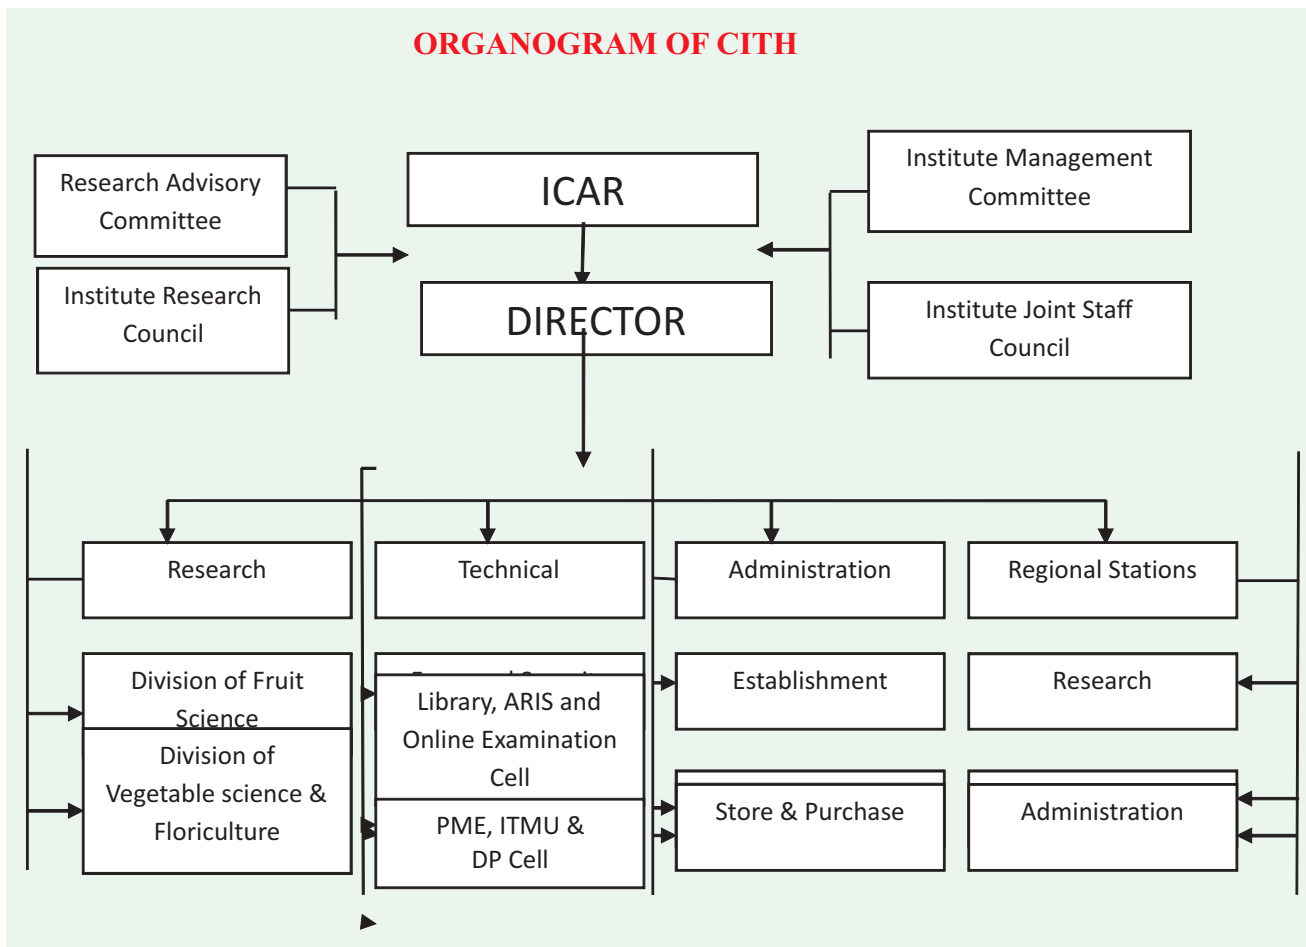 ORGANOGRAM OF CITH
Research Advisory
Committee
Institute Research
Council
ICAR
DIRECTOR
Institute Management
Committee
Institute Joint Staff
Council
Research
Technical
Administration
Regional Stations
Division of Fruit
Science
Division of
Vegetable science &
Floriculture
Library, ARIS and
Online Examination
Cell
PME, ITMU &
DP Cell
Establishment
Store & Purchase
Research
Administration